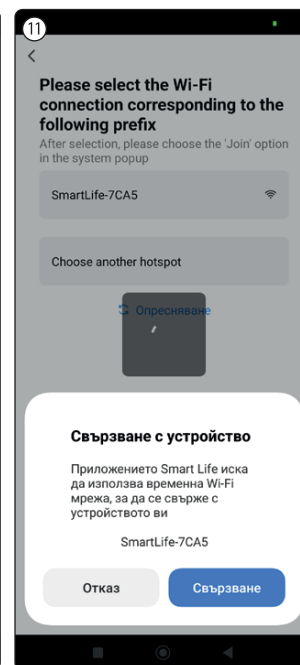 11
Please select the Wi-Fi
connection corresponding to the
following prefix
After selection, please choose the 'Join' option
in the system popup
SmartLife-7CA5
Choose another hotspot
Опресняване
Свързване с устройство
Приложението Smart Life иска
да използва временна Wi-Fi
мрежа, за да се свърже с
устройството ви
SmartLife-7CA5
Отказ Свързване